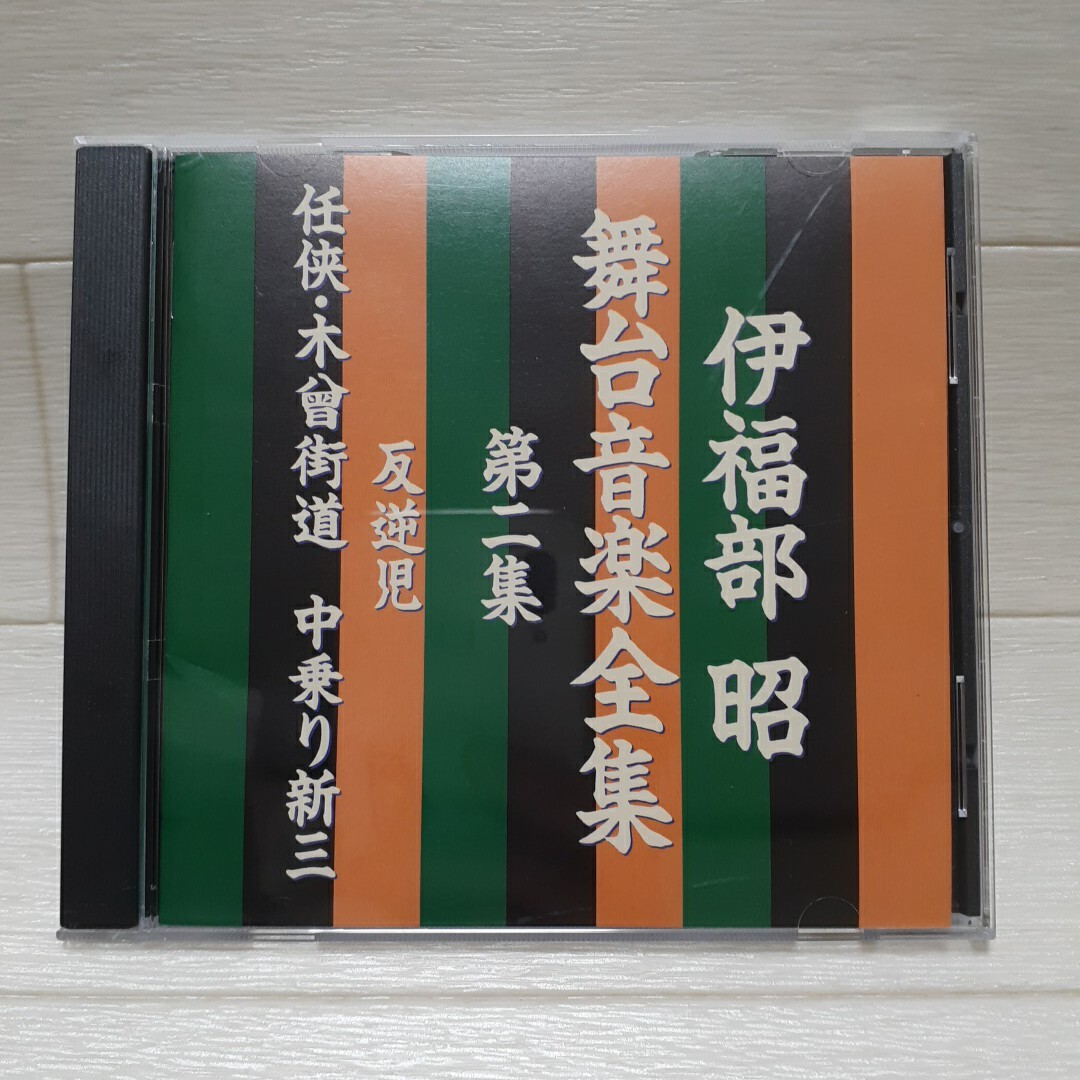 伊福部 昭
舞台音楽全集
第二集
反逆児
任侠・木曾街道 中乗り新三